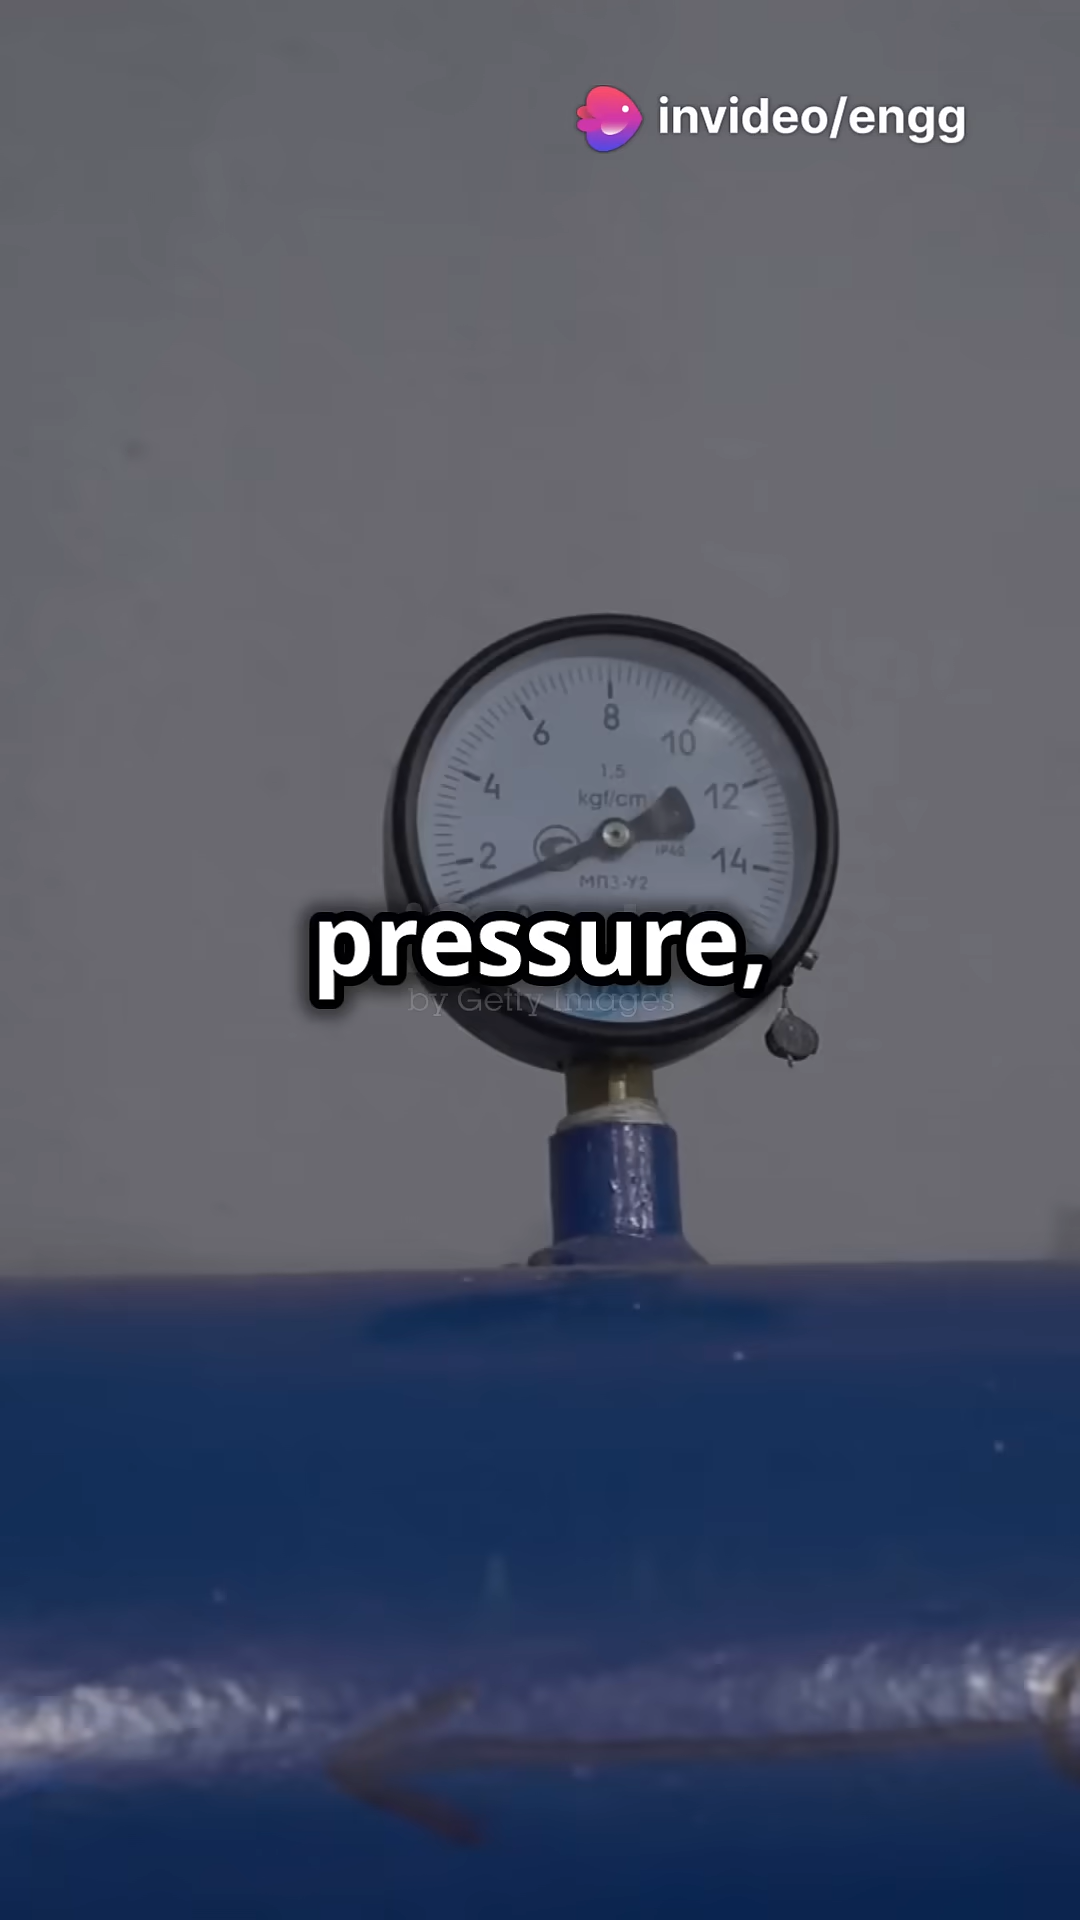 invideo/engg
6
8
10
4
1,5
kgf/cm
12
2
IP40
14
МПЗ-У2
pressure,
by Getty Images